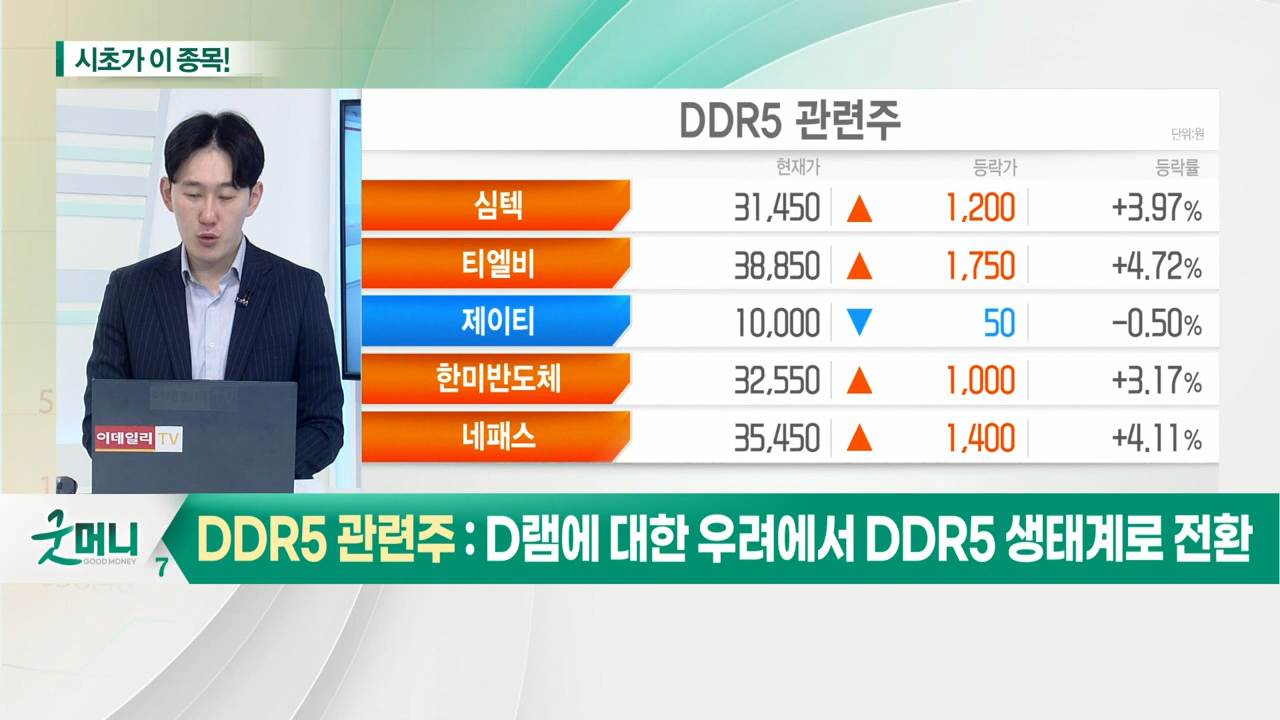 시초가 이 종목!
DDR5 관련주
단위:원
현재가 등락가 등락률
심텍 31,450 ▲ 1,200 +3.97%
티엘비 38,850 ▲ 1,750 +4.72%
제이티 10,000 ▼ 50 -0.50%
한미반도체 32,550 ▲ 1,000 +3.17%
네패스 35,450 ▲ 1,400 +4.11%
이데일리 TV
굿머니
GOOD MONEY
7
DDR5 관련주 : D램에 대한 우려에서 DDR5 생태계로 전환